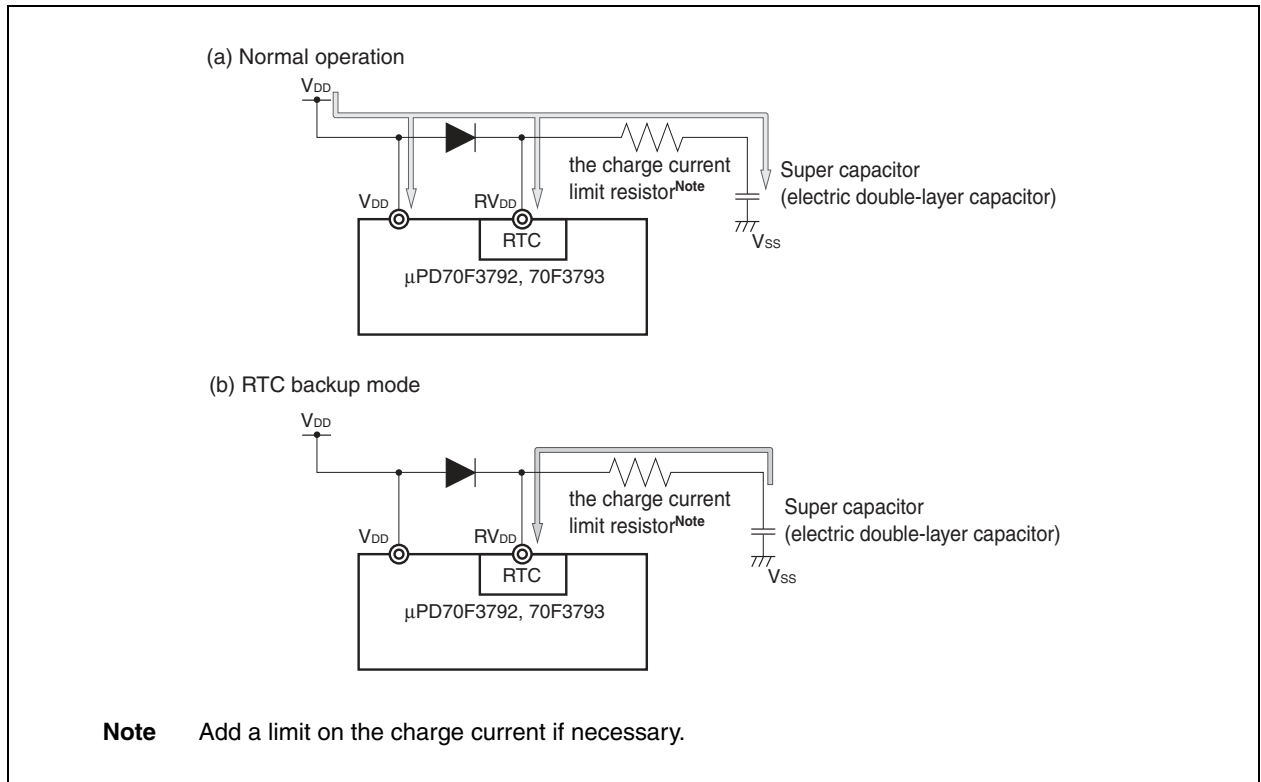 (a) Normal operation
VDD
the charge current
limit resistorNote
Super capacitor
(electric double-layer capacitor)
VDD
RVDD
VSS
RTC
μPD70F3792, 70F3793
(b) RTC backup mode
VDD
the charge current
limit resistorNote
Super capacitor
(electric double-layer capacitor)
VDD
RVDD
VSS
RTC
μPD70F3792, 70F3793
Note Add a limit on the charge current if necessary.